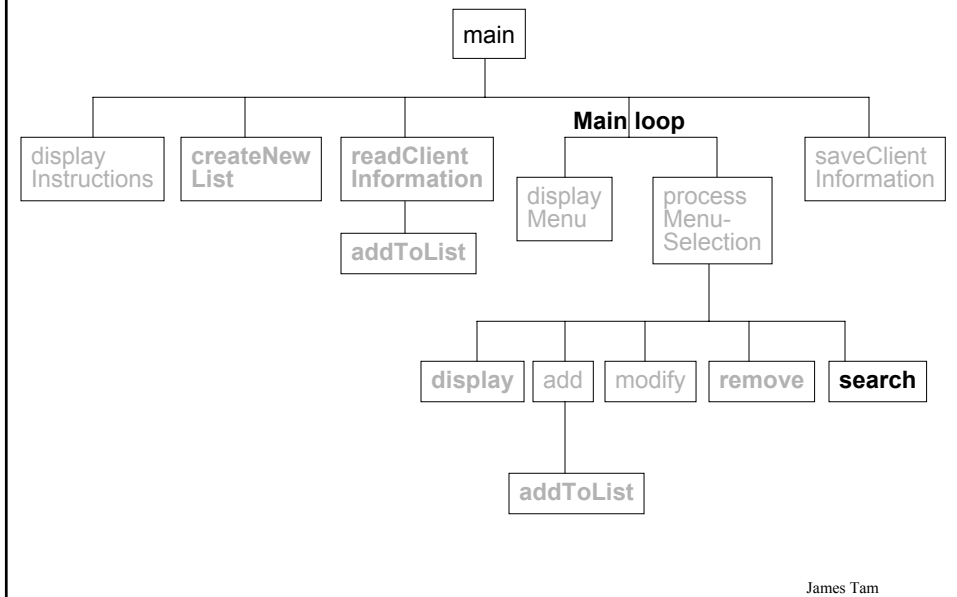 main
Main loop
display
Instructions
createNew
List
readClient
Information
saveClient
Information
display
Menu
process
Menu-
Selection
addToList
display
add
modify
remove
search
addToList
James Tam